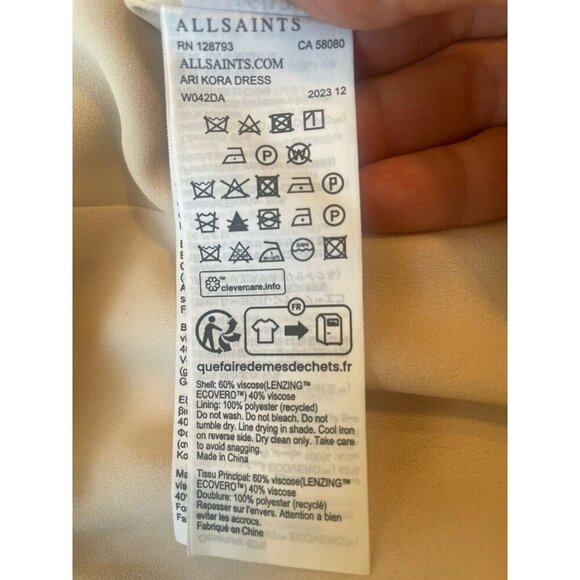 ALLSAINTS
RN 128793 CA 58080
ALLSAINTS.COM
ARI KORA DRESS
W042DA 2023 12
P W
P
P
clevercare.info
FR
quefairedemesdechets.fr
Shell: 60% viscose(LENZING™
ECOVERO™) 40% viscose
Lining: 100% polyester (recycled)
Do not wash. Do not bleach. Do not
tumble dry. Line drying in shade. Cool iron
on reverse side. Dry clean only. Take care
to avoid snagging.
Made in China
Tissu Principal: 60% viscose(LENZING™
ECOVERO™) 40% viscose
Doublure: 100% polyester (recyclé)
Repasser sur l'envers. Attention a bien
eviter les accrocs.
Fabriqué en Chine